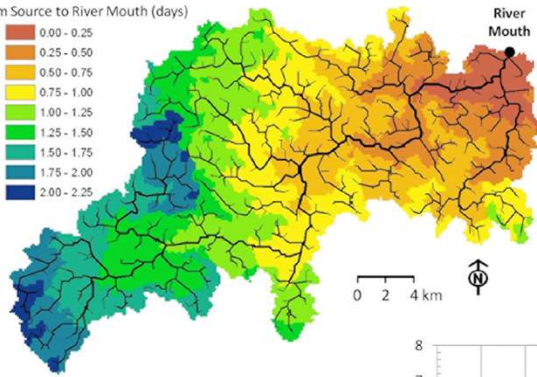 m Source to River Mouth (days)
0.00 - 0.25
0.25 - 0.50
0.50 - 0.75
0.75 - 1.00
1.00 - 1.25
1.25 - 1.50
1.50 - 1.75
1.75 - 2.00
2.00 - 2.25
River
Mouth
0 2 4 km
N
8